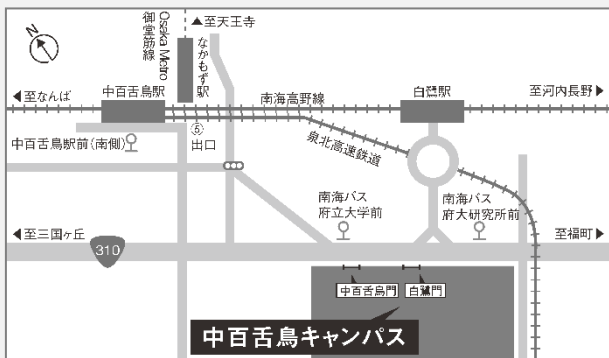 ▲至天王寺
Osaka Metro
御堂筋線
なかもず駅
◀至なんば
中百舌鳥駅
南海高野線
白鷺駅
至河内長野▶
⑤
出口
中百舌鳥駅前(南側)
泉北高速鉄道
南海バス
府立大学前
南海バス
府大研究所前
◀至三国ヶ丘
310
至福町▶
中百舌鳥門
白鷺門
中百舌鳥キャンパス
N